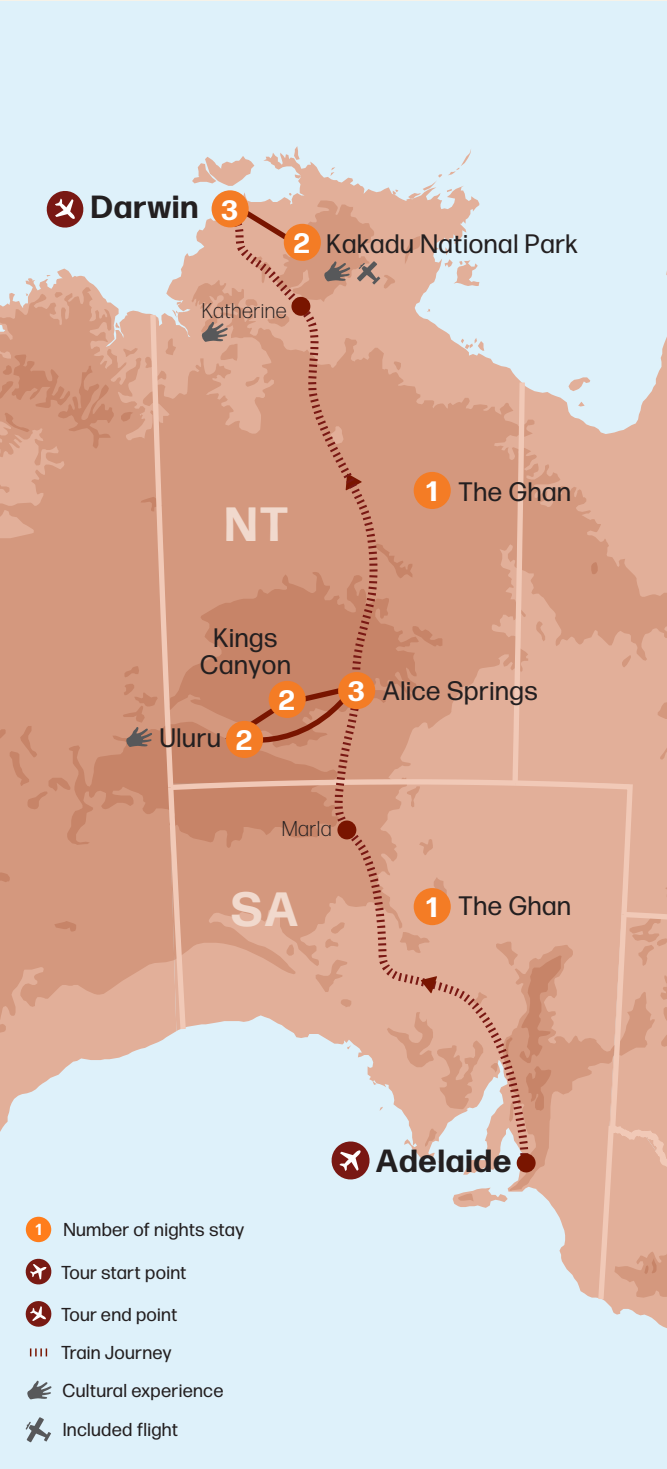 Darwin 3
2 Kakadu National Park
Katherine
1 The Ghan
NT
Kings
Canyon
2
3 Alice Springs
Uluru 2
Marla
SA
1 The Ghan
Adelaide
1 Number of nights stay
Tour start point
Tour end point
Train Journey
Cultural experience
Included flight